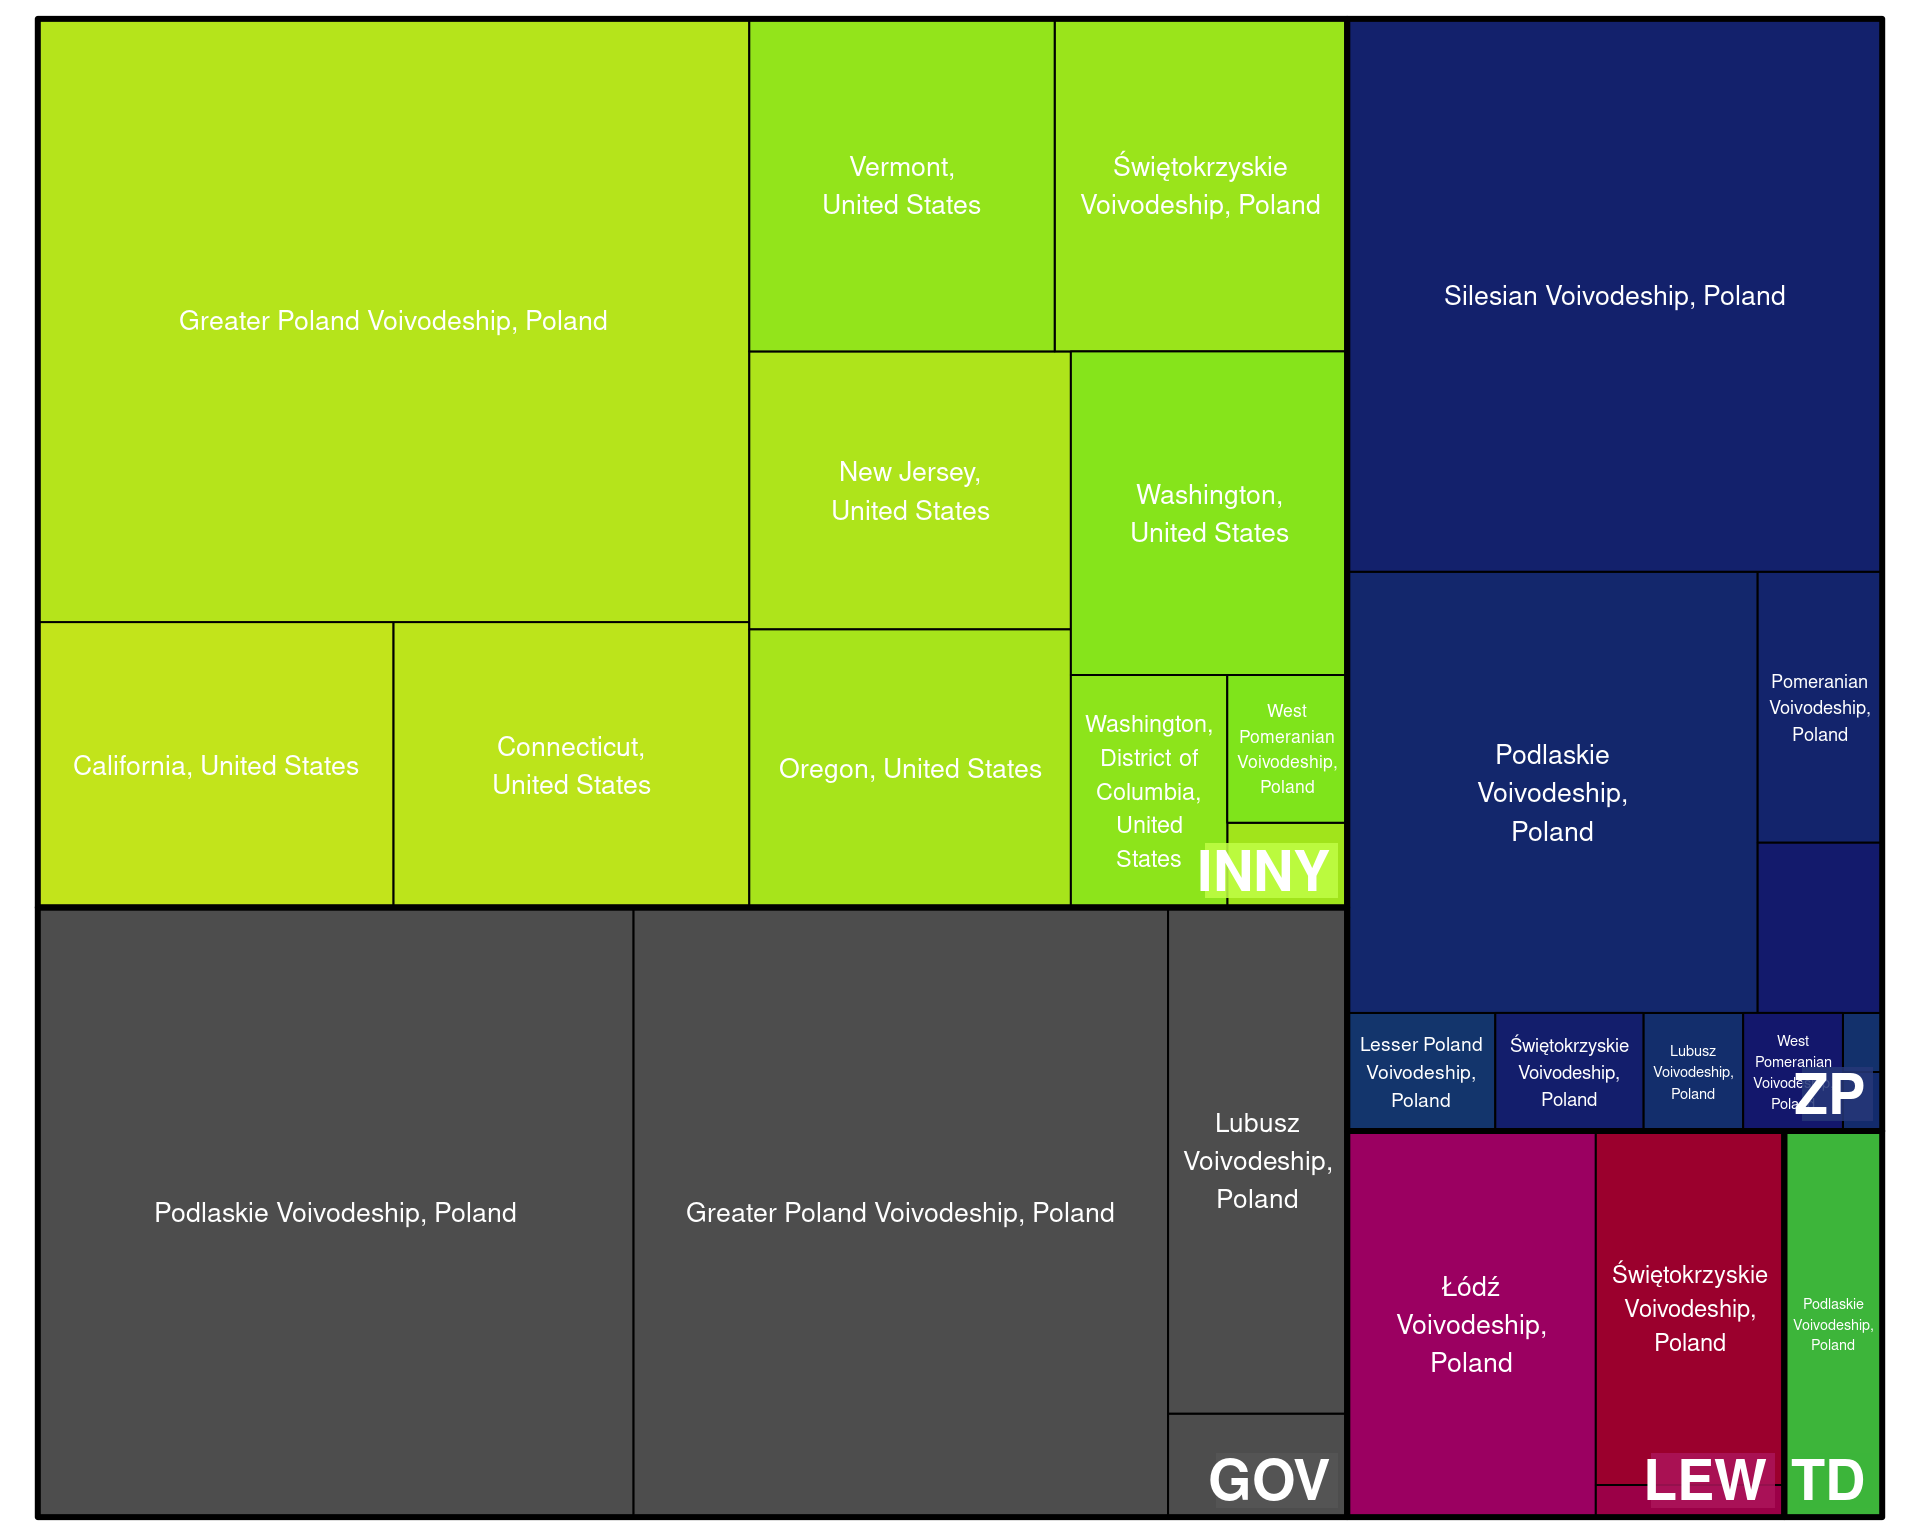 Greater Poland Voivodeship, Poland
Vermont,
United States
Świętokrzyskie
Voivodeship, Poland
New Jersey,
United States
Washington,
United States
California, United States
Connecticut,
United States
Oregon, United States
Washington,
District of
Columbia,
United
States
West
Pomeranian
Voivodeship,
Poland
INNY
Podlaskie Voivodeship, Poland
Greater Poland Voivodeship, Poland
Lubusz
Voivodeship,
Poland
GOV
Silesian Voivodeship, Poland
Podlaskie
Voivodeship,
Poland
Pomeranian
Voivodeship,
Poland
Lesser Poland
Voivodeship,
Poland
Świętokrzyskie
Voivodeship,
Poland
Lubusz
Voivodeship,
Poland
West
Pomeranian
Voivodeship,
Poland
ZP
Łódź
Voivodeship,
Poland
Świętokrzyskie
Voivodeship,
Poland
LEW
Podlaskie
Voivodeship,
Poland
TD